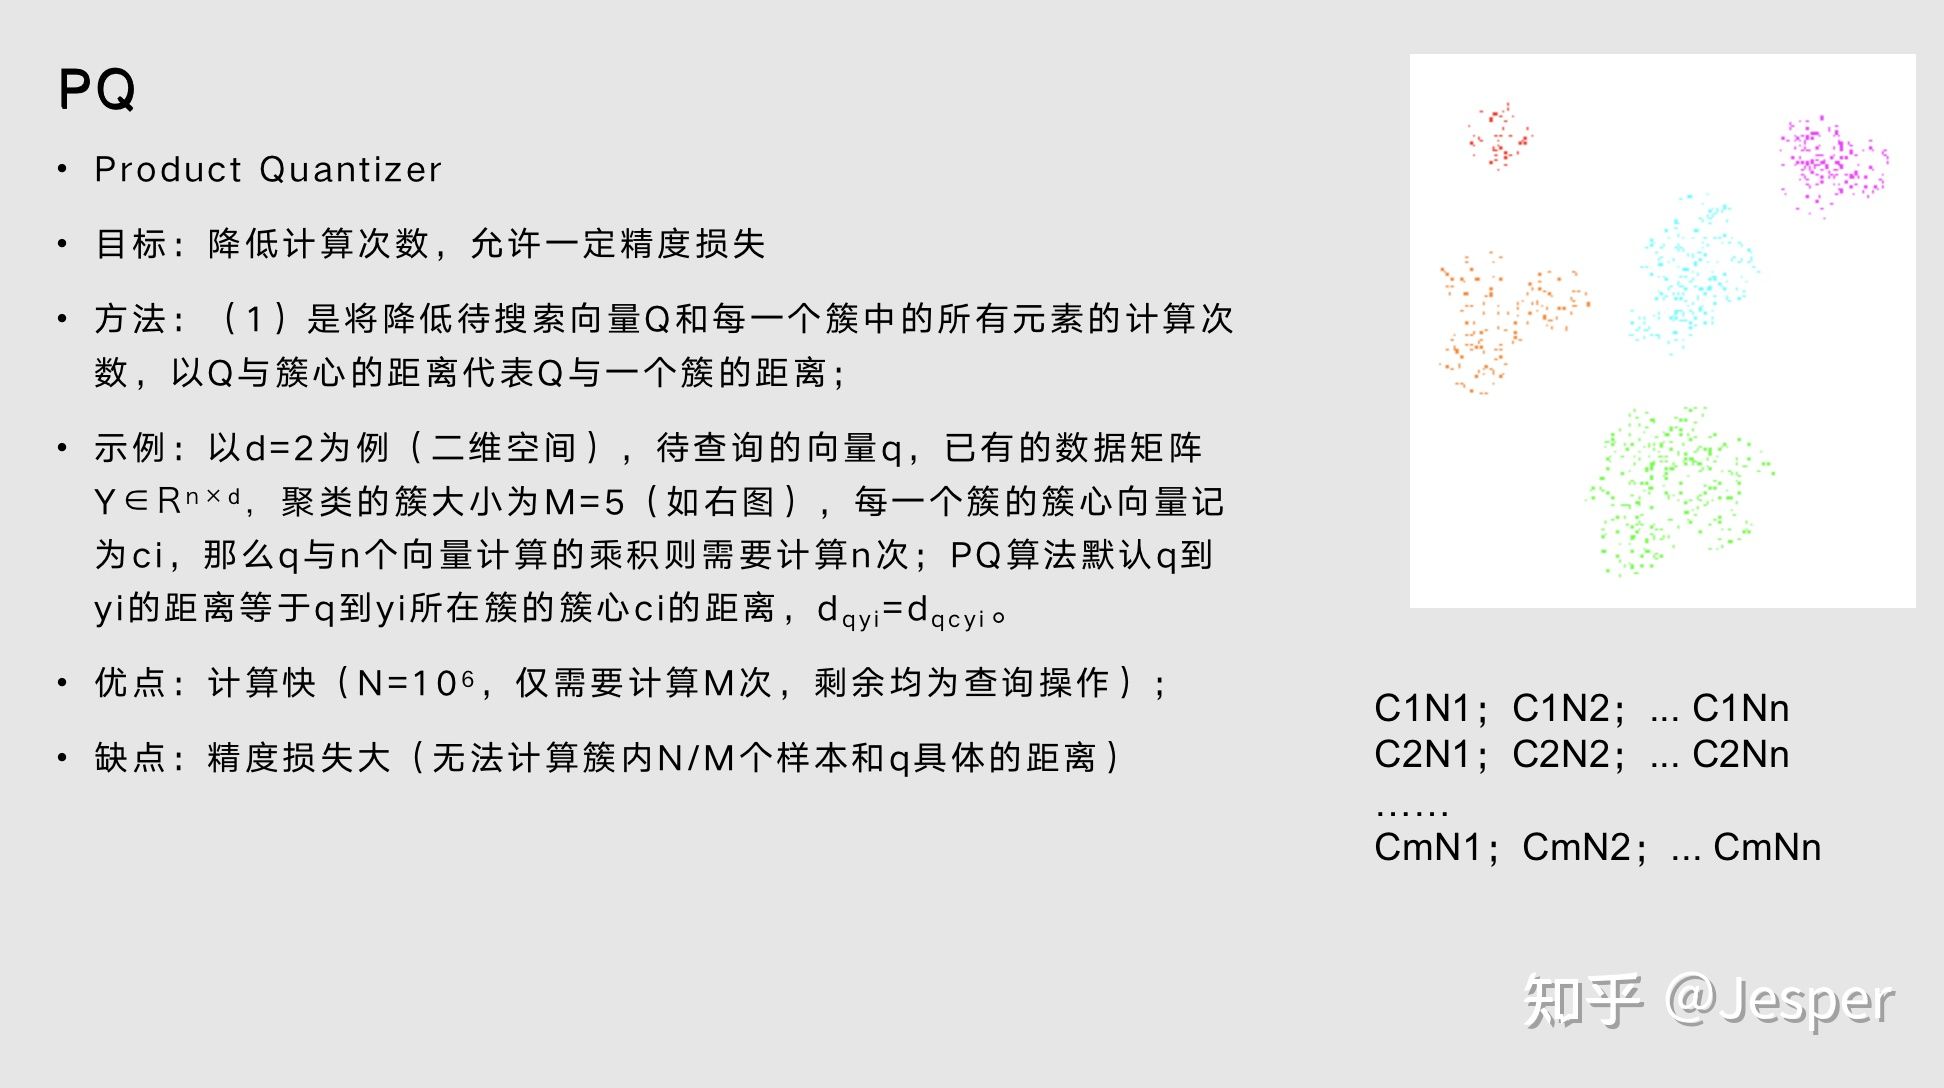 PQ
• Product Quantizer
• 目标：降低计算次数，允许一定精度损失
• 方法：（1）是将降低待搜索向量Q和每一个簇中的所有元素的计算次
数，以Q与簇心的距离代表Q与一个簇的距离；
• 示例：以d=2为例（二维空间），待查询的向量q，已有的数据矩阵
Y∈Rⁿ ˣ ᵈ，聚类的簇大小为M=5（如右图），每一个簇的簇心向量记
为ci，那么q与n个向量计算的乘积则需要计算n次；PQ算法默认q到
yi的距离等于q到yi所在簇的簇心ci的距离，dqyi=dqcyi。
• 优点：计算快（N=10⁶，仅需要计算M次，剩余均为查询操作）；
• 缺点：精度损失大（无法计算簇内N/M个样本和q具体的距离）
C1N1；C1N2；... C1Nn
C2N1；C2N2；... C2Nn
……
CmN1；CmN2；... CmNn
知乎 @Jesper